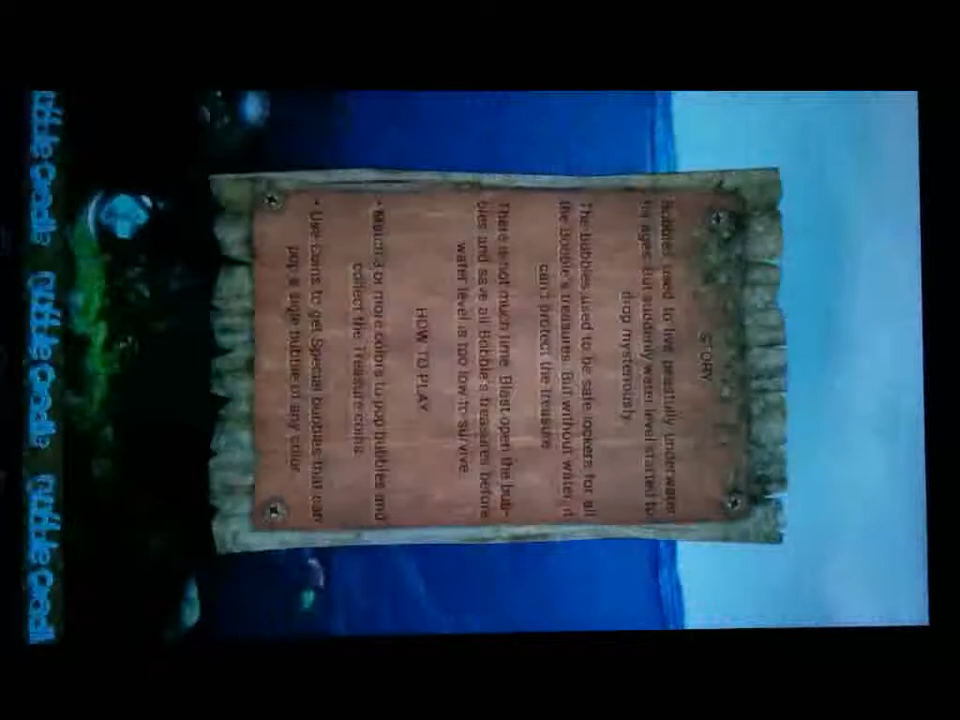 STORY
Bobbles used to live peacfully underwater
for ages. But suddenly water level started to
drop mysteriously.
The bubbles used to be safe lockers for all
the Bobble's treasures. But without water, it
can't protect the treasure.
There is not much time. Blast open the bub-
bles and save all Bobble's treasures before
water level is too low to survive.
HOW TO PLAY
• Match 3 or more colors to pop bubbles and
collect the Treasure coins.
• Use coins to get Special bubbles that can
pop a single bubble of any color.